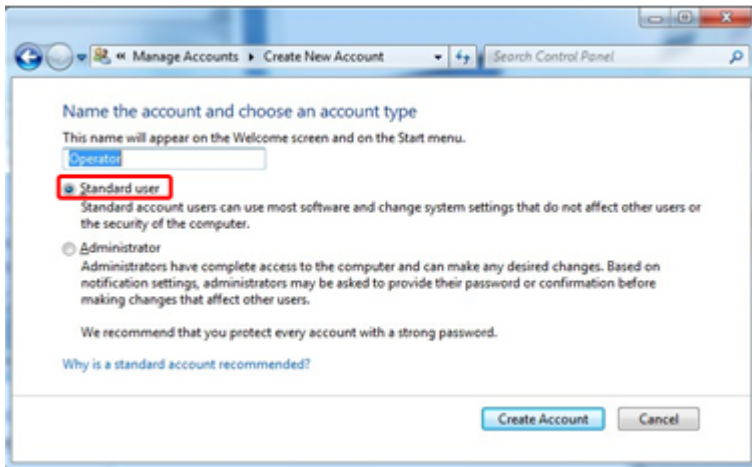 « Manage Accounts ▸ Create New Account
Search Control Panel
Name the account and choose an account type
This name will appear on the Welcome screen and on the Start menu.
Operator
Standard user
Standard account users can use most software and change system settings that do not affect other users or
the security of the computer.
Administrator
Administrators have complete access to the computer and can make any desired changes. Based on
notification settings, administrators may be asked to provide their password or confirmation before
making changes that affect other users.
We recommend that you protect every account with a strong password.
Why is a standard account recommended?
Create Account
Cancel